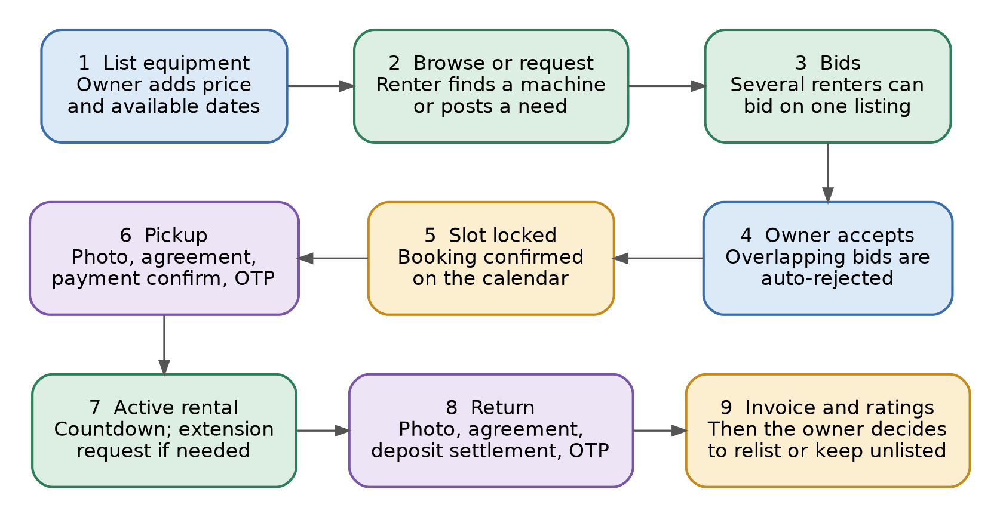 1  List equipment
Owner adds price
and available dates
2  Browse or request
Renter finds a machine
or posts a need
3  Bids
Several renters can
bid on one listing
4  Owner accepts
Overlapping bids are
auto-rejected
5  Slot locked
Booking confirmed
on the calendar
6  Pickup
Photo, agreement,
payment confirm, OTP
7  Active rental
Countdown; extension
request if needed
8  Return
Photo, agreement,
deposit settlement, OTP
9  Invoice and ratings
Then the owner decides
to relist or keep unlisted